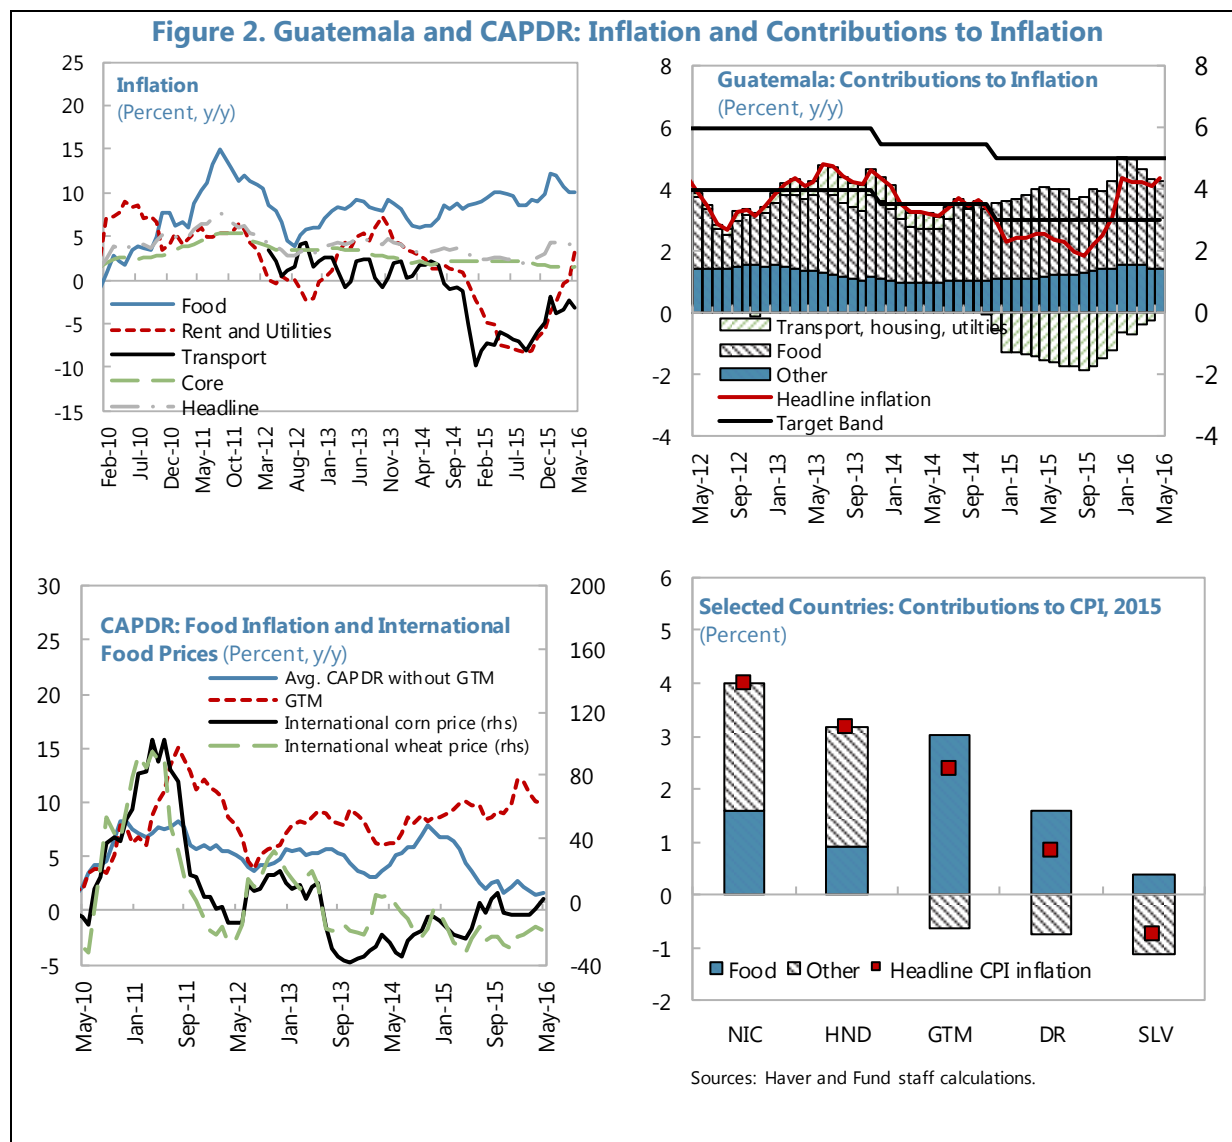 Figure 2. Guatemala and CAPDR: Inflation and Contributions to Inflation
Inflation
(Percent, y/y)
25
20
15
10
5
0
-5
-10
-15
Food
Rent and Utilities
Transport
Core
Headline
Feb-10
Jul-10
Dec-10
May-11
Oct-11
Mar-12
Aug-12
Jan-13
Jun-13
Nov-13
Apr-14
Sep-14
Feb-15
Jul-15
Dec-15
May-16
Guatemala: Contributions to Inflation
(Percent, y/y)
8
6
4
2
0
-2
-4
8
6
4
2
0
-2
-4
Transport, housing, utilties
Food
Other
Headline inflation
Target Band
May-12
Sep-12
Jan-13
May-13
Sep-13
Jan-14
May-14
Sep-14
Jan-15
May-15
Sep-15
Jan-16
May-16
CAPDR: Food Inflation and International
Food Prices (Percent, y/y)
30
25
20
15
10
5
0
-5
200
160
120
80
40
0
-40
Avg. CAPDR without GTM
GTM
International corn price (rhs)
International wheat price (rhs)
May-10
Jan-11
Sep-11
May-12
Jan-13
Sep-13
May-14
Jan-15
Sep-15
May-16
Selected Countries: Contributions to CPI, 2015
(Percent)
6
5
4
3
2
1
0
-1
-2
Food
Other
Headline CPI inflation
NIC
HND
GTM
DR
SLV
Sources: Haver and Fund staff calculations.